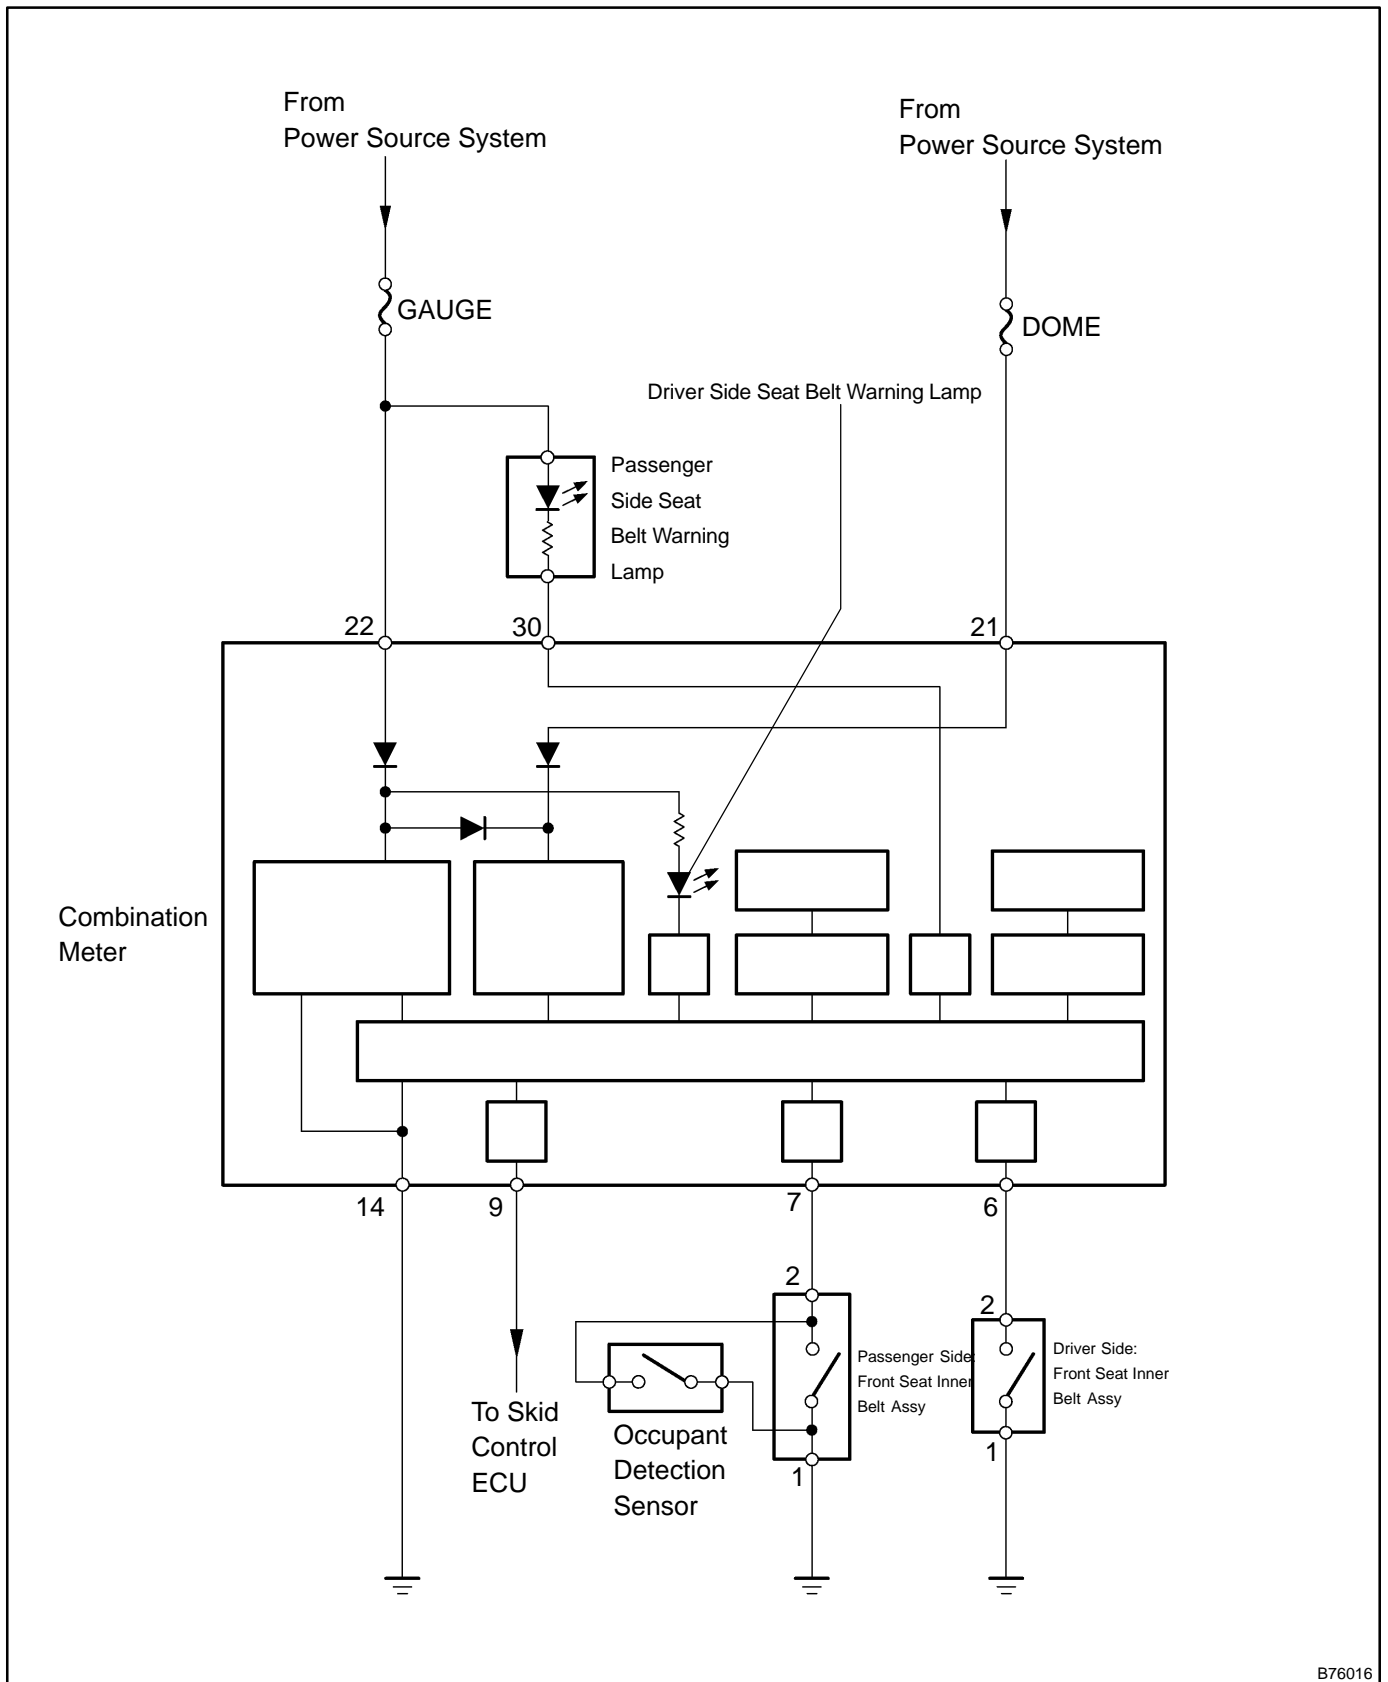 From
Power Source System
From
Power Source System
GAUGE
DOME
Driver Side Seat Belt Warning Lamp
Passenger
Side Seat
Belt Warning
Lamp
22
30
21
Combination
Meter
14
9
7
6
2
2
Passenger Side:
Front Seat Inner
Belt Assy
Driver Side:
Front Seat Inner
Belt Assy
To Skid
Control
ECU
Occupant
Detection
Sensor
1
1
B76016